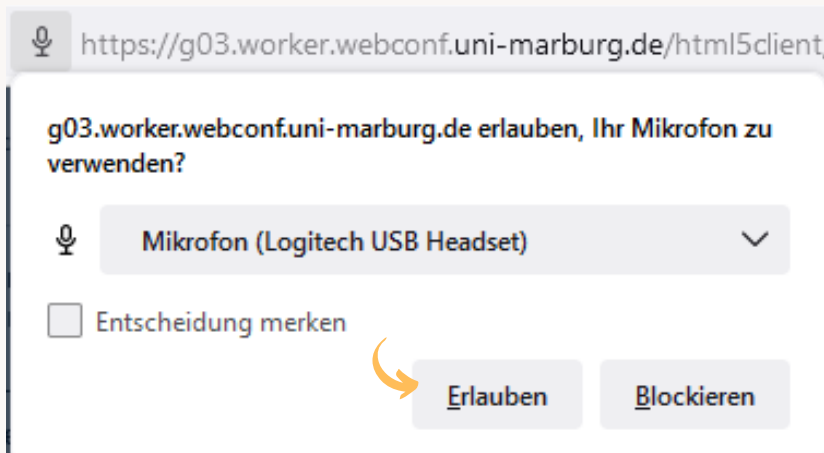 https://g03.worker.webconf.uni-marburg.de/html5client
g03.worker.webconf.uni-marburg.de erlauben, Ihr Mikrofon zu
verwenden?
Mikrofon (Logitech USB Headset)
Entscheidung merken
Erlauben
Blockieren